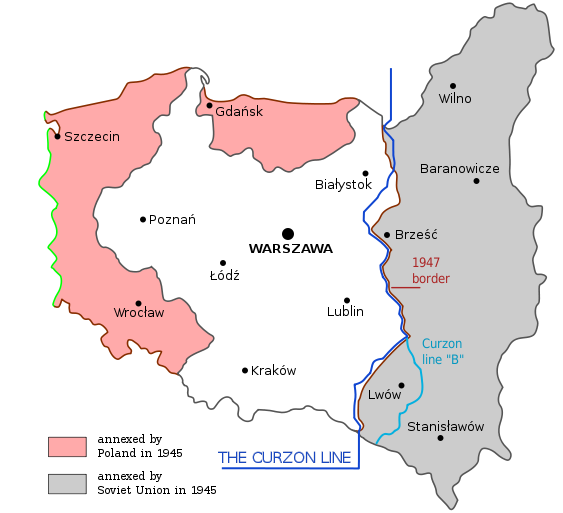 Wilno
Gdańsk
Szczecin
Baranowicze
Białystok
Poznań
Brześć
WARSZAWA
1947
border
Łódź
Wrocław
Lublin
Curzon
line "B"
Kraków
Lwów
Stanisławów
annexed by
Poland in 1945
THE CURZON LINE
annexed by
Soviet Union in 1945